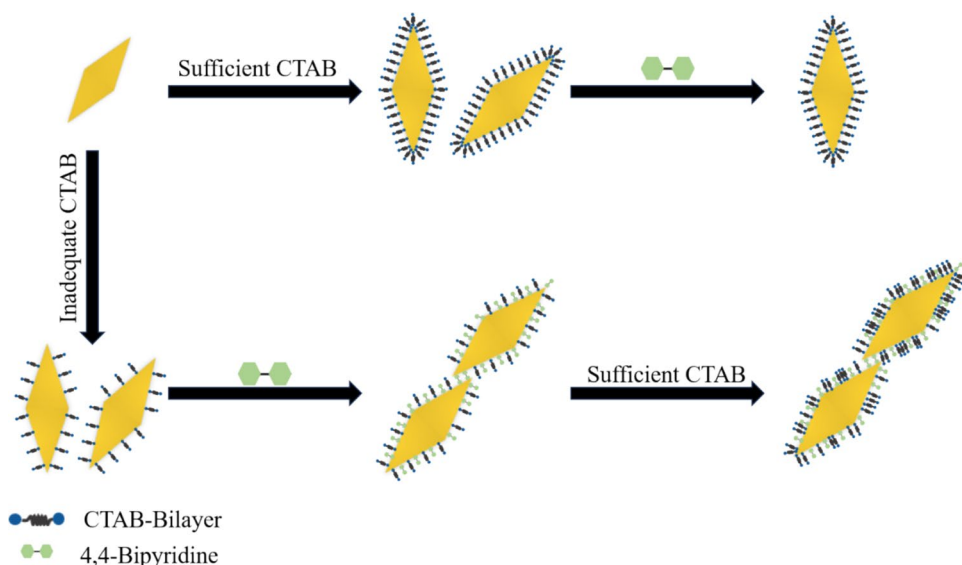 Sufficient CTAB
Inadequate CTAB
Sufficient CTAB
CTAB-Bilayer
4,4-Bipyridine